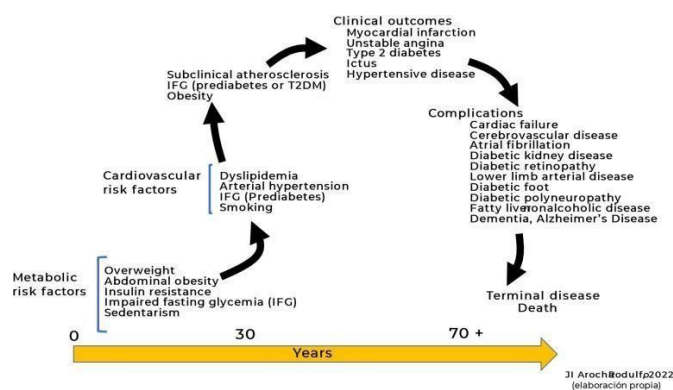 Clinical outcomes
Myocardial infarction
Unstable angina
Type 2 diabetes
Ictus
Hypertensive disease
Subclinical atherosclerosis
IFG (prediabetes or T2DM)
Obesity
Complications
Cardiac failure
Cerebrovascular disease
Atrial fibrillation
Diabetic kidney disease
Diabetic retinopathy
Lower limb arterial disease
Diabetic foot
Diabetic polyneuropathy
Fatty liver nonalcoholic disease
Dementia, Alzheimer's Disease
Cardiovascular
risk factors
Dyslipidemia
Arterial hypertension
IFG (Prediabetes)
Smoking
Metabolic
risk factors
Overweight
Abdominal obesity
Insulin resistance
Impaired fasting glycemia (IFG)
Sedentarism
Terminal disease
Death
0 30 70 +
Years
JI Arocha Rodulfo, 2022
(elaboración propia)